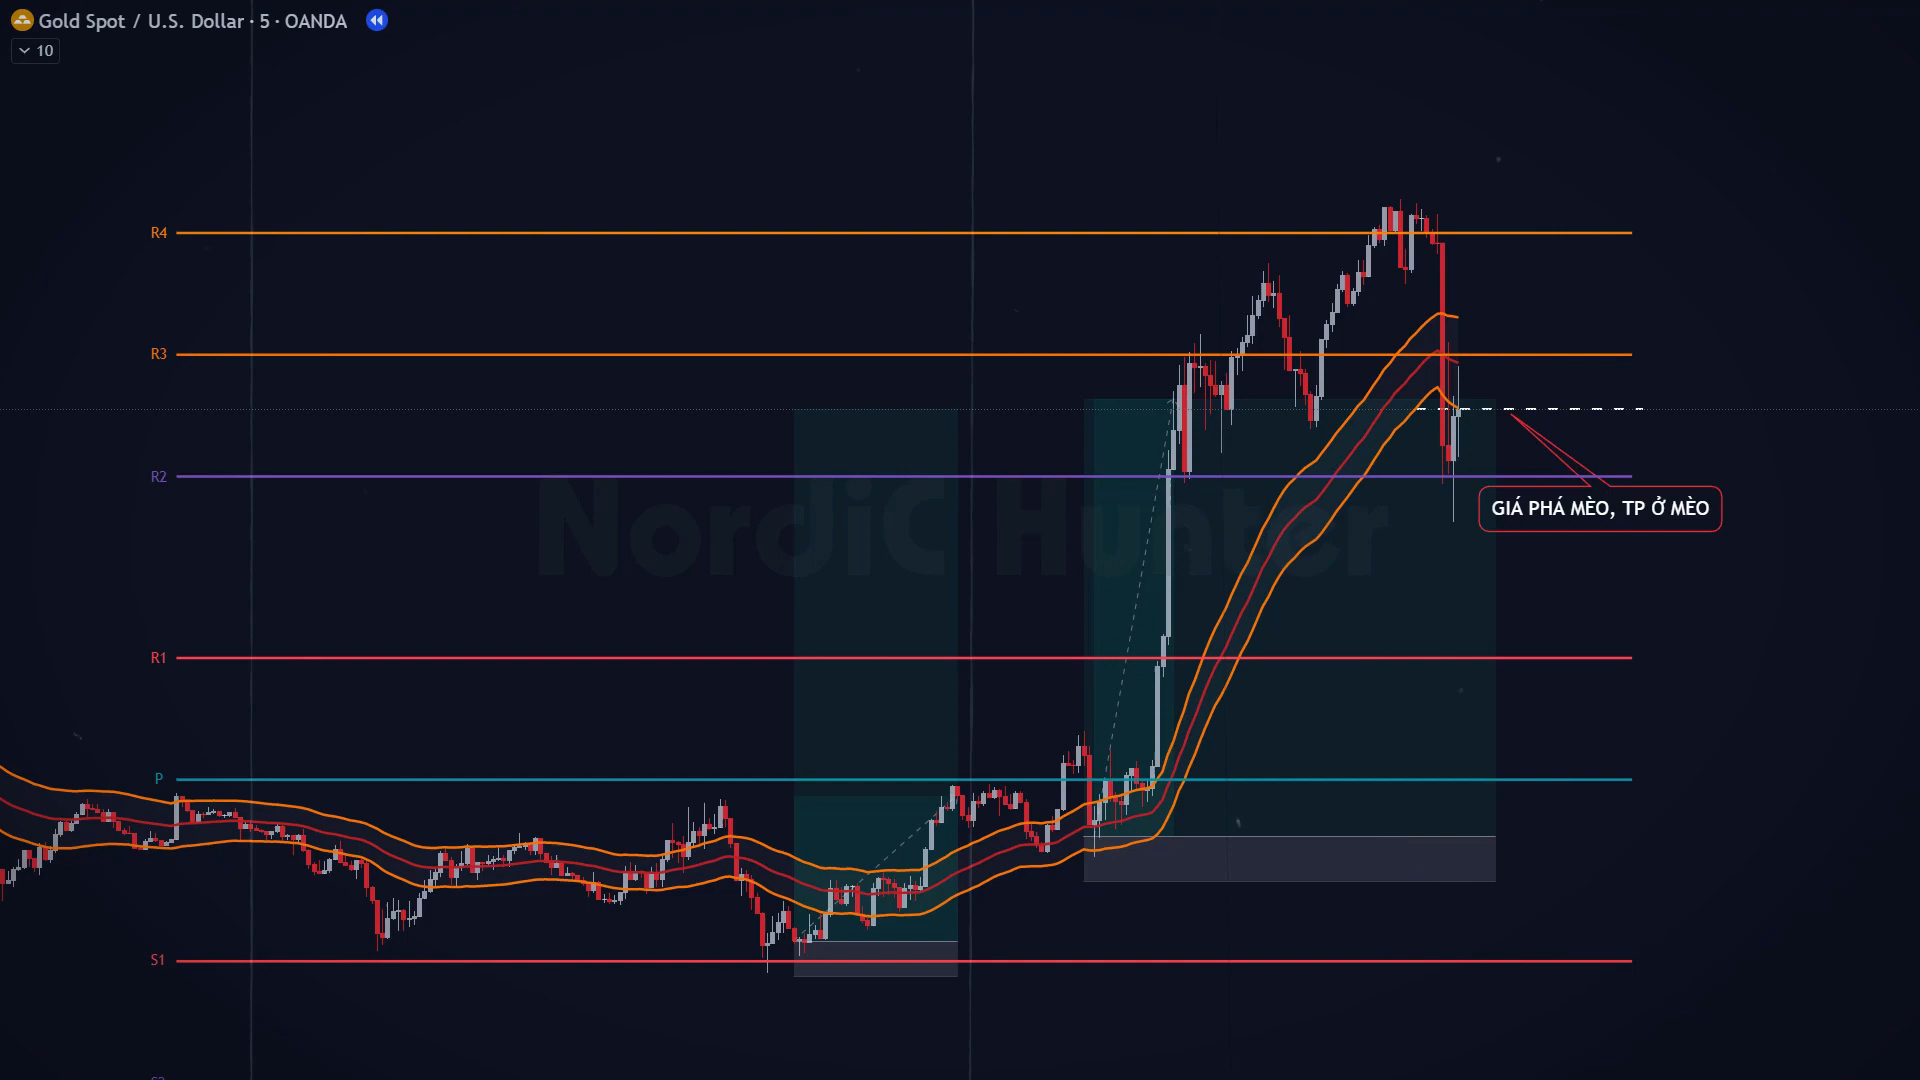 Gold Spot / U.S. Dollar · 5 · OANDA
10
R4
R3
R2
NordiC Hunter
GIÁ PHÁ MÈO, TP Ở MÈO
R1
P
S1